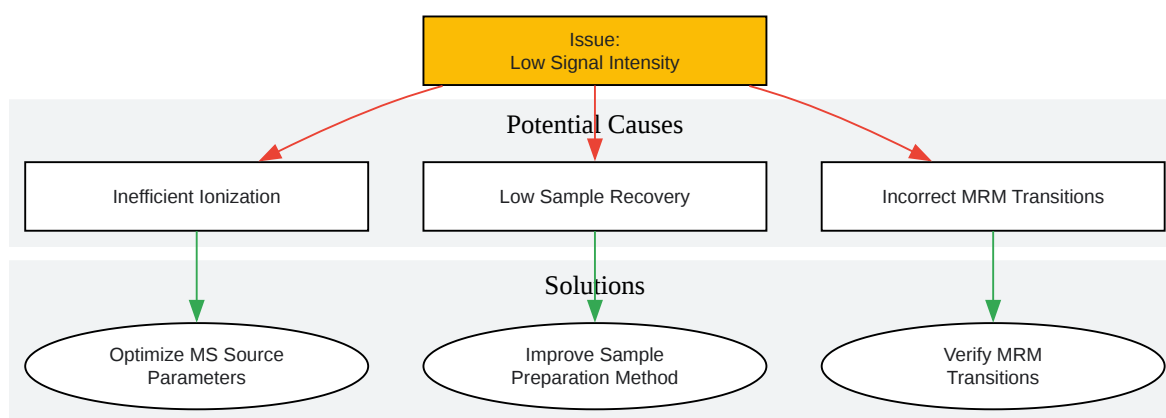 Issue:
Low Signal Intensity
Potential Causes
Inefficient Ionization
Low Sample Recovery
Incorrect MRM Transitions
Solutions
Optimize MS Source
Parameters
Improve Sample
Preparation Method
Verify MRM
Transitions